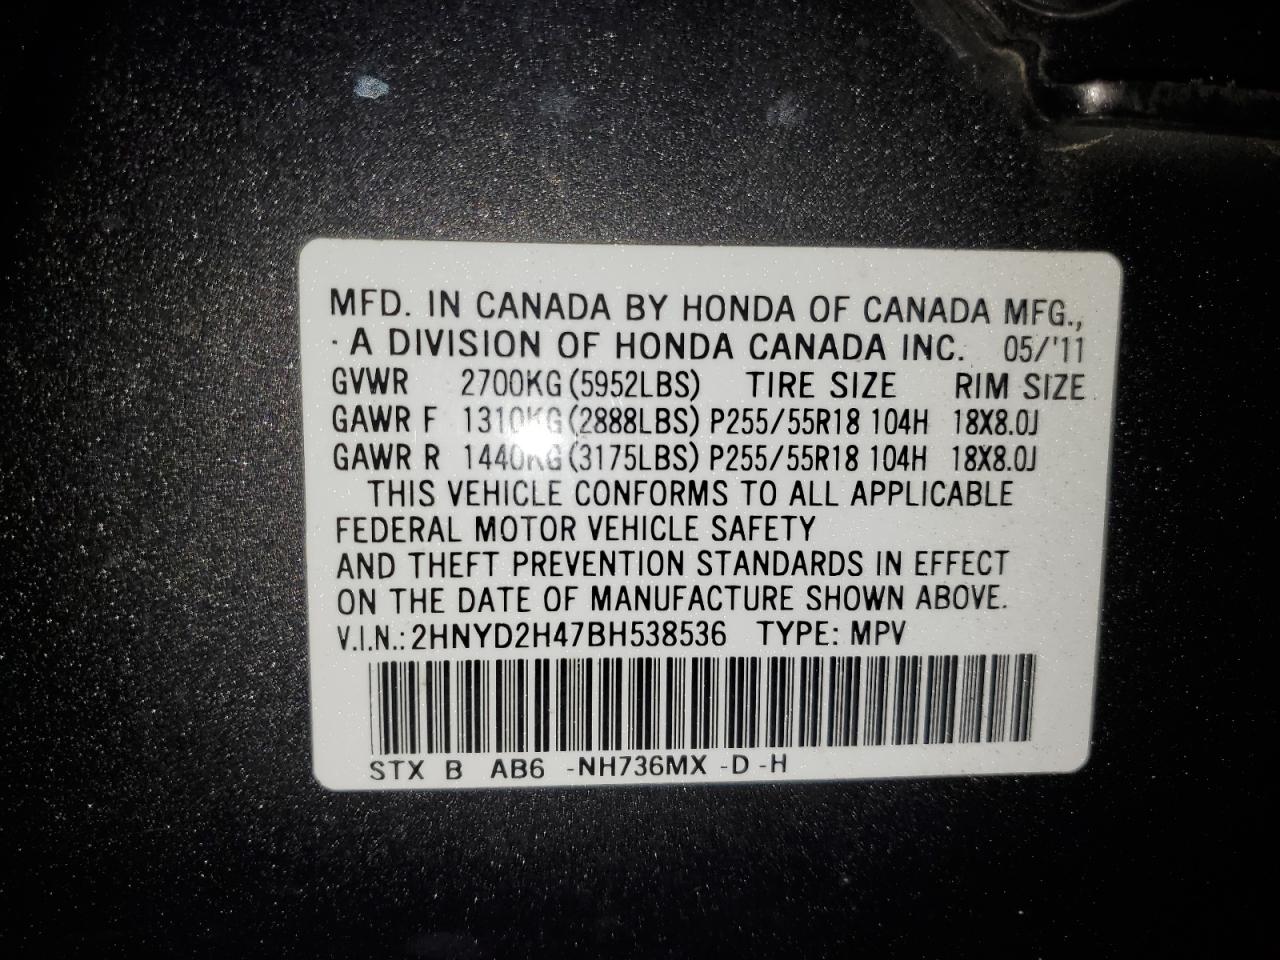 MFD. IN CANADA BY HONDA OF CANADA MFG.,
A DIVISION OF HONDA CANADA INC. 05/'11
GVWR 2700KG (5952LBS) TIRE SIZE RIM SIZE
GAWR F 1310KG (2888LBS) P255/55R18 104H 18X8.0J
GAWR R 1440KG (3175LBS) P255/55R18 104H 18X8.0J
THIS VEHICLE CONFORMS TO ALL APPLICABLE
FEDERAL MOTOR VEHICLE SAFETY
AND THEFT PREVENTION STANDARDS IN EFFECT
ON THE DATE OF MANUFACTURE SHOWN ABOVE.
V.I.N.: 2HNYD2H47BH538536 TYPE: MPV
STX B AB6 -NH736MX -D -H